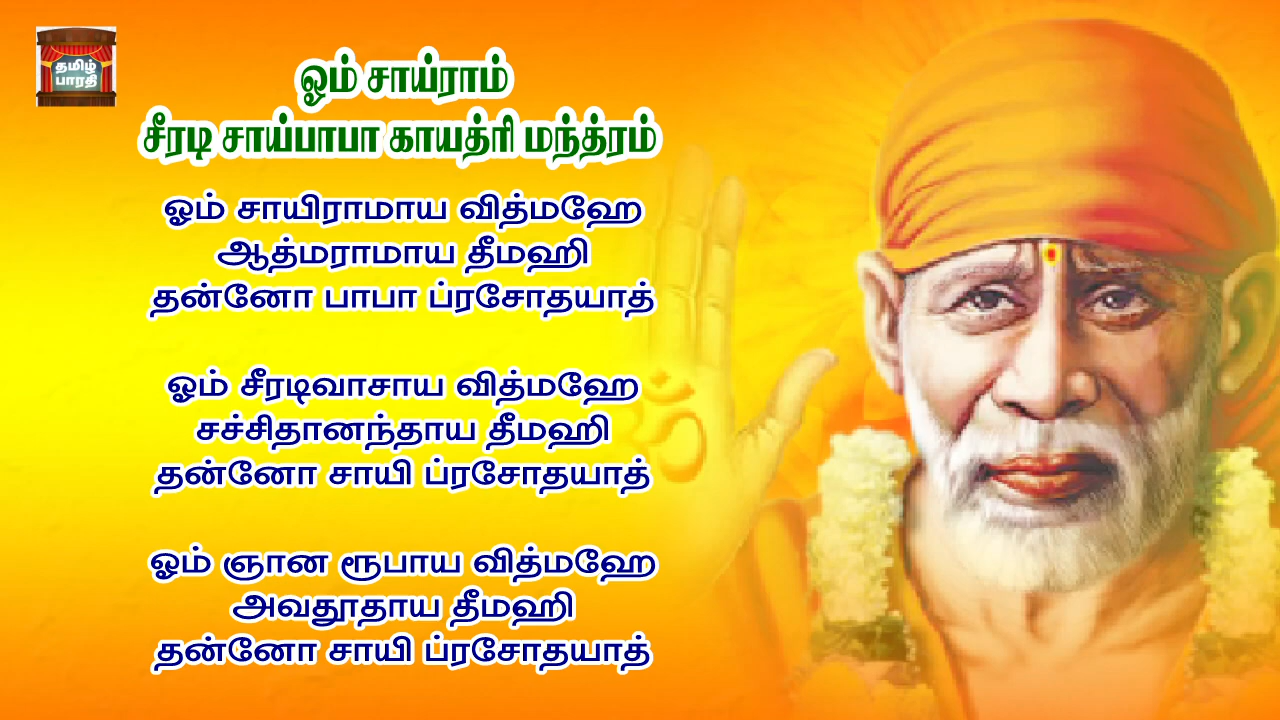 தமிழ்
பாரதி
ஓம் சாய்ராம்
சீரடி சாய்பாபா காயத்ரி மந்த்ரம்
ஓம் சாயிராமாய வித்மஹே
ஆத்மராமாய தீமஹி
தன்னோ பாபா ப்ரசோதயாத்
ஓம் சீரடிவாசாய வித்மஹே
சச்சிதானந்தாய தீமஹி
தன்னோ சாயி ப்ரசோதயாத்
ஓம் ஞான ரூபாய வித்மஹே
அவதூதாய தீமஹி
தன்னோ சாயி ப்ரசோதயாத்
ॐ